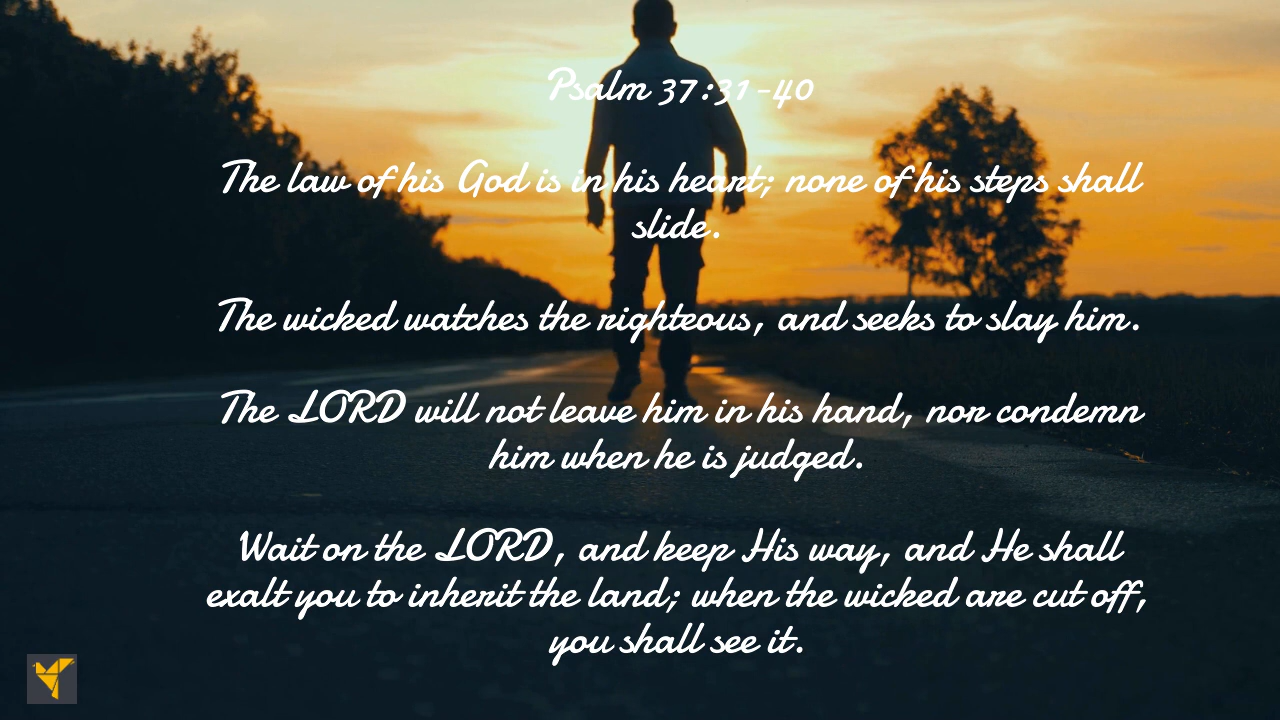 Psalm 37:31-40
The law of his God is in his heart; none of his steps shall
slide.
The wicked watches the righteous, and seeks to slay him.
The LORD will not leave him in his hand, nor condemn
him when he is judged.
Wait on the LORD, and keep His way, and He shall
exalt you to inherit the land; when the wicked are cut off,
you shall see it.